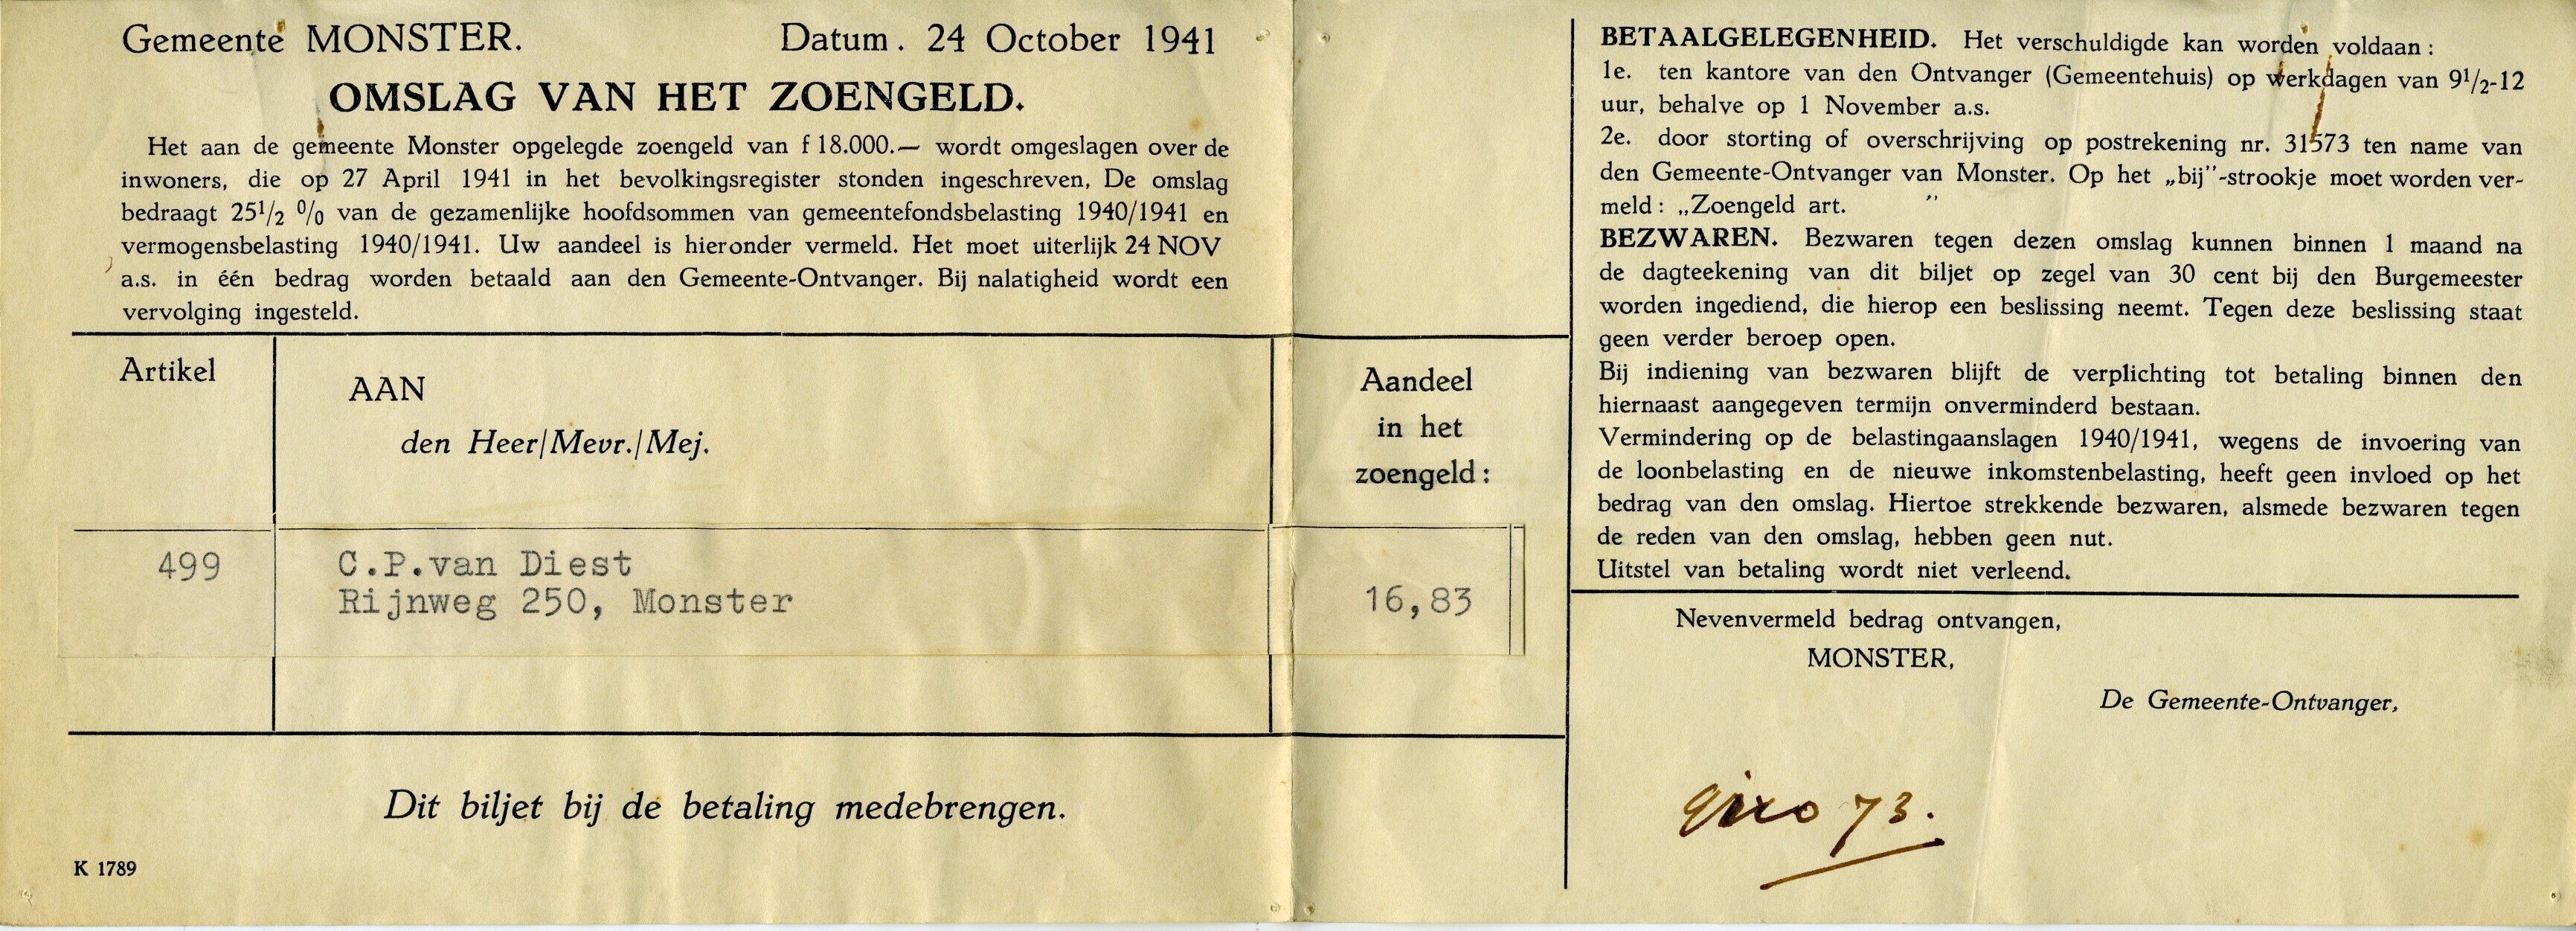 Gemeente MONSTER.
Datum. 24 October 1941
OMSLAG VAN HET ZOENGELD.
Het aan de gemeente Monster opgelegde zoengeld van f 18.000.— wordt omgeslagen over de
inwoners, die op 27 April 1941 in het bevolkingsregister stonden ingeschreven, De omslag
bedraagt 25½ % van de gezamenlijke hoofdsommen van gemeentefondsbelasting 1940/1941 en
vermogensbelasting 1940/1941. Uw aandeel is hieronder vermeld. Het moet uiterlijk 24 NOV
a.s. in één bedrag worden betaald aan den Gemeente-Ontvanger. Bij nalatigheid wordt een
vervolging ingesteld.
Artikel
AAN
den Heer/Mevr./Mej.
Aandeel
in het
zoengeld:
499
C.P.van Diest
Rijnweg 250, Monster
16,83
Dit biljet bij de betaling medebrengen.
K 1789
BETAALGELEGENHEID. Het verschuldigde kan worden voldaan:
1e. ten kantore van den Ontvanger (Gemeentehuis) op werkdagen van 9½-12
uur, behalve op 1 November a.s.
2e. door storting of overschrijving op postrekening nr. 31573 ten name van
den Gemeente-Ontvanger van Monster. Op het „bij”-strookje moet worden ver-
meld: „Zoengeld art. ”
BEZWAREN. Bezwaren tegen dezen omslag kunnen binnen 1 maand na
de dagteekening van dit biljet op zegel van 30 cent bij den Burgemeester
worden ingediend, die hierop een beslissing neemt. Tegen deze beslissing staat
geen verder beroep open.
Bij indiening van bezwaren blijft de verplichting tot betaling binnen den
hiernaast aangegeven termijn onverminderd bestaan.
Vermindering op de belastingaanslagen 1940/1941, wegens de invoering van
de loonbelasting en de nieuwe inkomstenbelasting, heeft geen invloed op het
bedrag van den omslag. Hiertoe strekkende bezwaren, alsmede bezwaren tegen
de reden van den omslag, hebben geen nut.
Uitstel van betaling wordt niet verleend.
Nevenvermeld bedrag ontvangen,
MONSTER,
De Gemeente-Ontvanger,
giro 73.